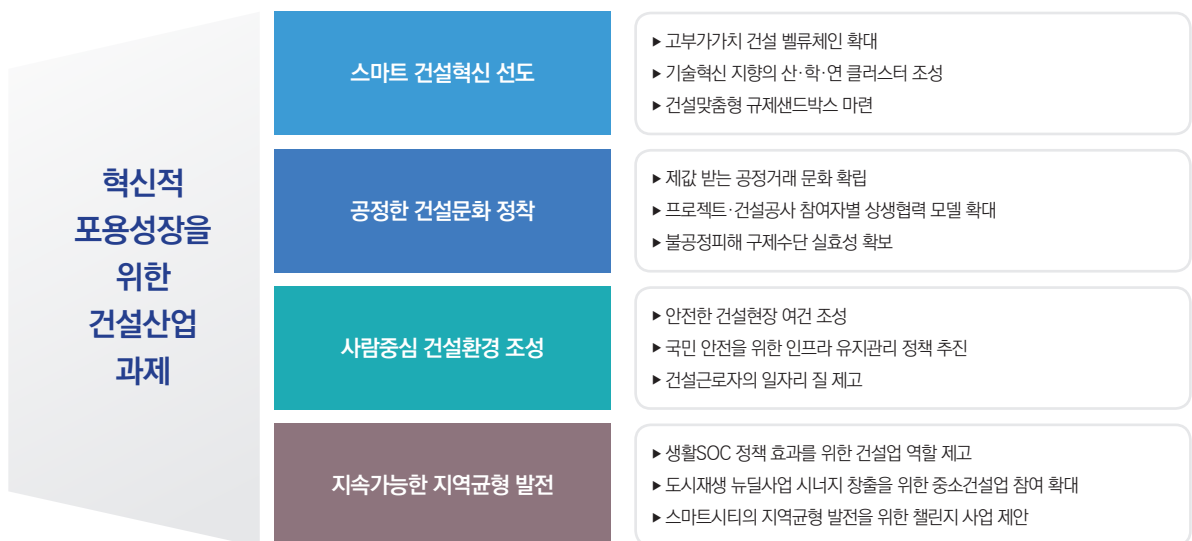 혁신적
포용성장을
위한
건설산업
과제
스마트 건설혁신 선도
▸ 고부가가치 건설 벨류체인 확대
▸ 기술혁신 지향의 산·학·연 클러스터 조성
▸ 건설맞춤형 규제샌드박스 마련
공정한 건설문화 정착
▸ 제값 받는 공정거래 문화 확립
▸ 프로젝트·건설공사 참여자별 상생협력 모델 확대
▸ 불공정피해 구제수단 실효성 확보
사람중심 건설환경 조성
▸ 안전한 건설현장 여건 조성
▸ 국민 안전을 위한 인프라 유지관리 정책 추진
▸ 건설근로자의 일자리 질 제고
지속가능한 지역균형 발전
▸ 생활SOC 정책 효과를 위한 건설업 역할 제고
▸ 도시재생 뉴딜사업 시너지 창출을 위한 중소건설업 참여 확대
▸ 스마트시티의 지역균형 발전을 위한 챌린지 사업 제안